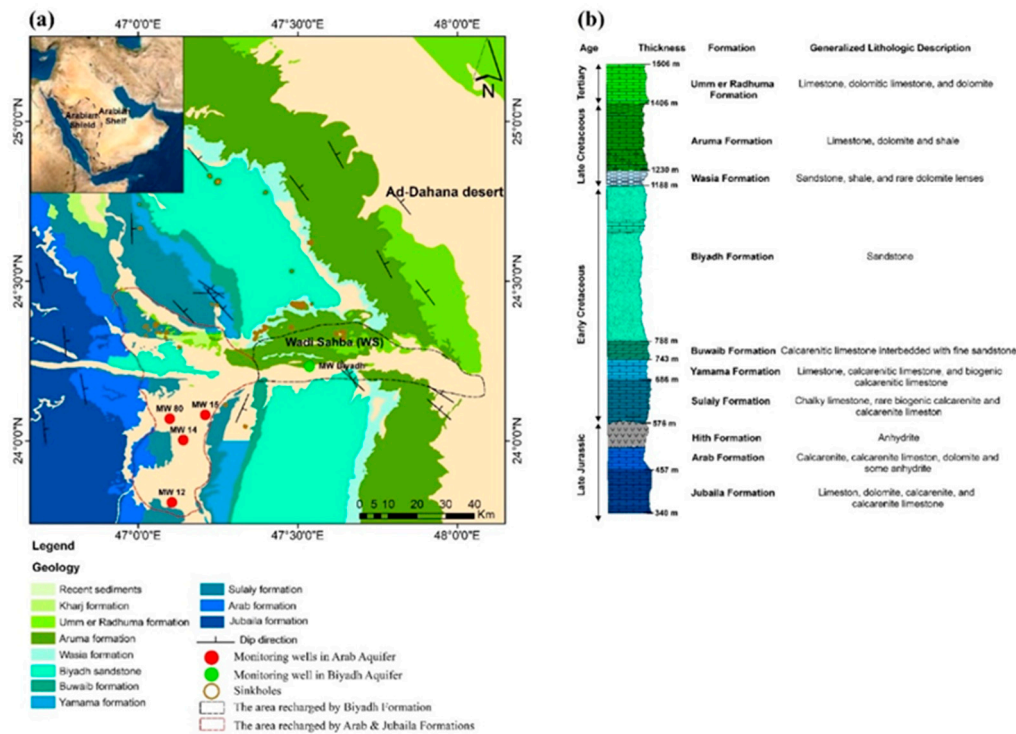 (a)
47°0'0"E
47°30'0"E
48°0'0"E
Arabian
Shield
Arabian
Shelf
N
25°0'0"N
Ad-Dahana desert
24°30'0"N
24°30'0"N
Wadi Sahba (WS)
MW Biyadh
MW 80
MW 15
MW 14
MW 12
24°0'0"N
24°0'0"N
0 5 10 20 30 40
Km
47°0'0"E
47°30'0"E
48°0'0"E
Legend
Geology
Recent sediments
Kharj formation
Umm er Radhuma formation
Aruma formation
Wasia formation
Biyadh sandstone
Buwaib formation
Yamama formation
Sulaly formation
Arab formation
Jubaila formation
Dip direction
Monitoring wells in Arab Aquifer
Monitoring well in Biyadh Aquifer
Sinkholes
The area recharged by Biyadh Formation
The area recharged by Arab & Jubaila Formations
(b)
Age Thickness Formation Generalized Lithologic Description
Tertiary
Late Cretaceous
Early Cretaceous
Late Jurassic
1506 m
Umm er Radhuma
Formation
Limestone, dolomitic limestone, and dolomite
1406 m
Aruma Formation
Limestone, dolomite and shale
1230 m
Wasia Formation
Sandstone, shale, and rare dolomite lenses
1188 m
Biyadh Formation
Sandstone
788 m
Buwaib Formation
Calcarenitic limestone interbedded with fine sandstone
743 m
Yamama Formation
Limestone, calcarenitic limestone, and biogenic
calcarenitic limestone
686 m
Sulaly Formation
Chalky limestone, rare biogenic calcarenite and
calcarenite limeston
576 m
Hith Formation
Anhydrite
Arab Formation
Calcarenite, calcarenite limeston, dolomite and
some anhydrite
457 m
Jubaila Formation
Limeston, dolomite, calcarenite, and
calcarenite limestone
340 m